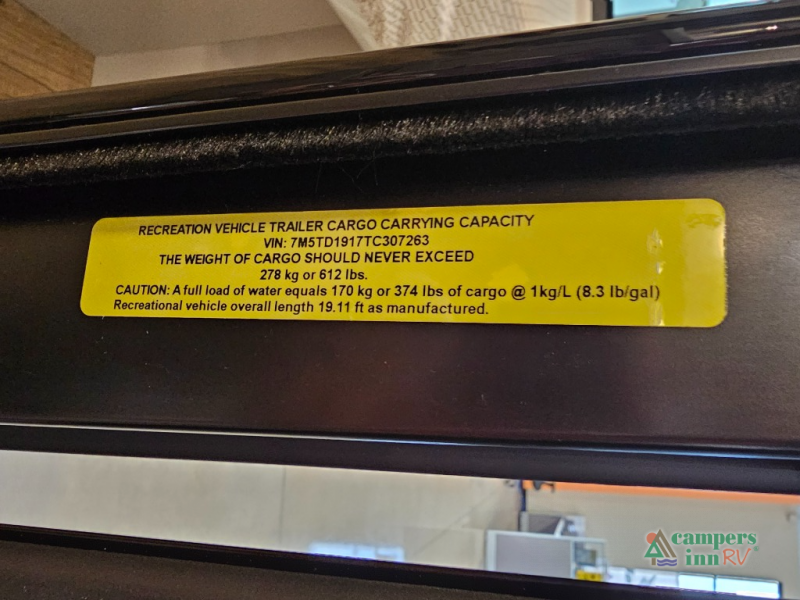 RECREATION VEHICLE TRAILER CARGO CARRYING CAPACITY
VIN: 7M5TD1917TC307263
THE WEIGHT OF CARGO SHOULD NEVER EXCEED
278 kg or 612 lbs.
CAUTION: A full load of water equals 170 kg or 374 lbs of cargo @ 1kg/L (8.3 lb/gal)
Recreational vehicle overall length 19.11 ft as manufactured.
campers
inn RV